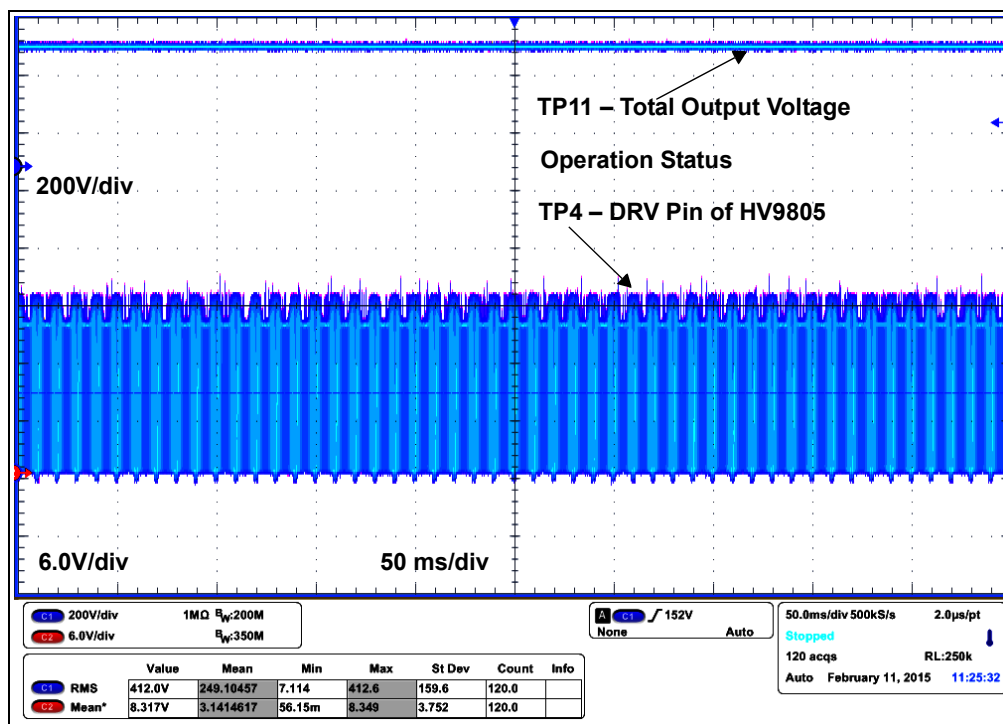 TP11 – Total Output Voltage
Operation Status
200V/div
TP4 – DRV Pin of HV9805
6.0V/div
50 ms/div
C1 200V/div 1MΩ BW:200M
C2 6.0V/div BW:350M
A C1 152V
None Auto
50.0ms/div 500kS/s 2.0µs/pt
Stopped
120 acqs RL:250k
Auto February 11, 2015 11:25:32
Value Mean Min Max St Dev Count Info
C1 RMS 412.0V 249.10457 7.114 412.6 159.6 120.0
C2 Mean* 8.317V 3.1414617 56.15m 8.349 3.752 120.0